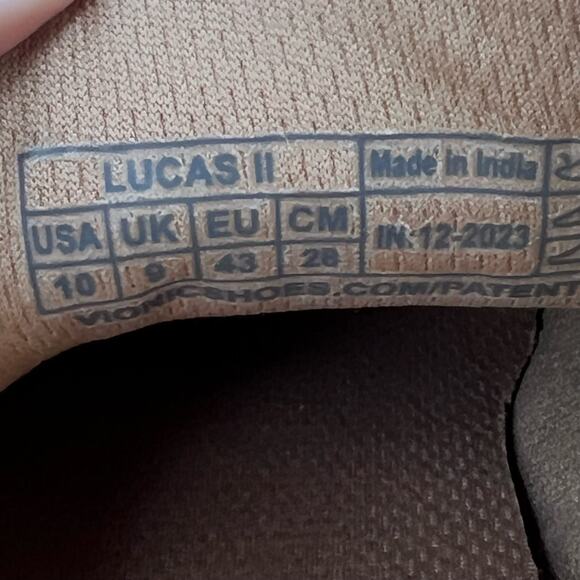 LUCAS II Made in India
USA UK EU CM IN. 12-2023
10 9 43 28
VIONICSHOES.COM/PATENT